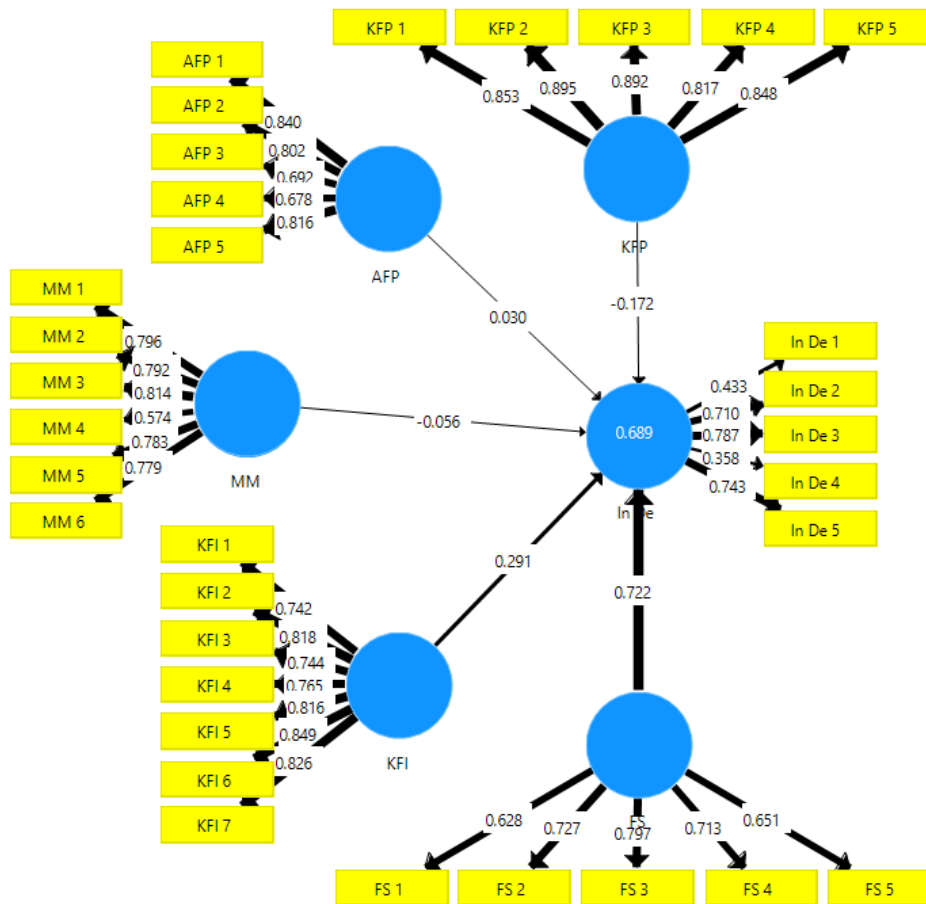 KFP 1
KFP 2
KFP 3
KFP 4
KFP 5
0.853
0.895
0.892
0.817
0.848
KFP
AFP 1
AFP 2
AFP 3
AFP 4
AFP 5
0.840
0.802
0.692
0.678
0.816
AFP
0.030
-0.172
MM 1
MM 2
MM 3
MM 4
MM 5
MM 6
0.796
0.792
0.814
0.574
0.783
0.779
MM
-0.056
0.689
In De
In De 1
In De 2
In De 3
In De 4
In De 5
0.433
0.710
0.787
0.358
0.743
KFI 1
KFI 2
KFI 3
KFI 4
KFI 5
KFI 6
KFI 7
0.742
0.818
0.744
0.765
0.816
0.849
0.826
KFI
0.291
0.722
FS
0.628
0.727
0.797
0.713
0.651
FS 1
FS 2
FS 3
FS 4
FS 5